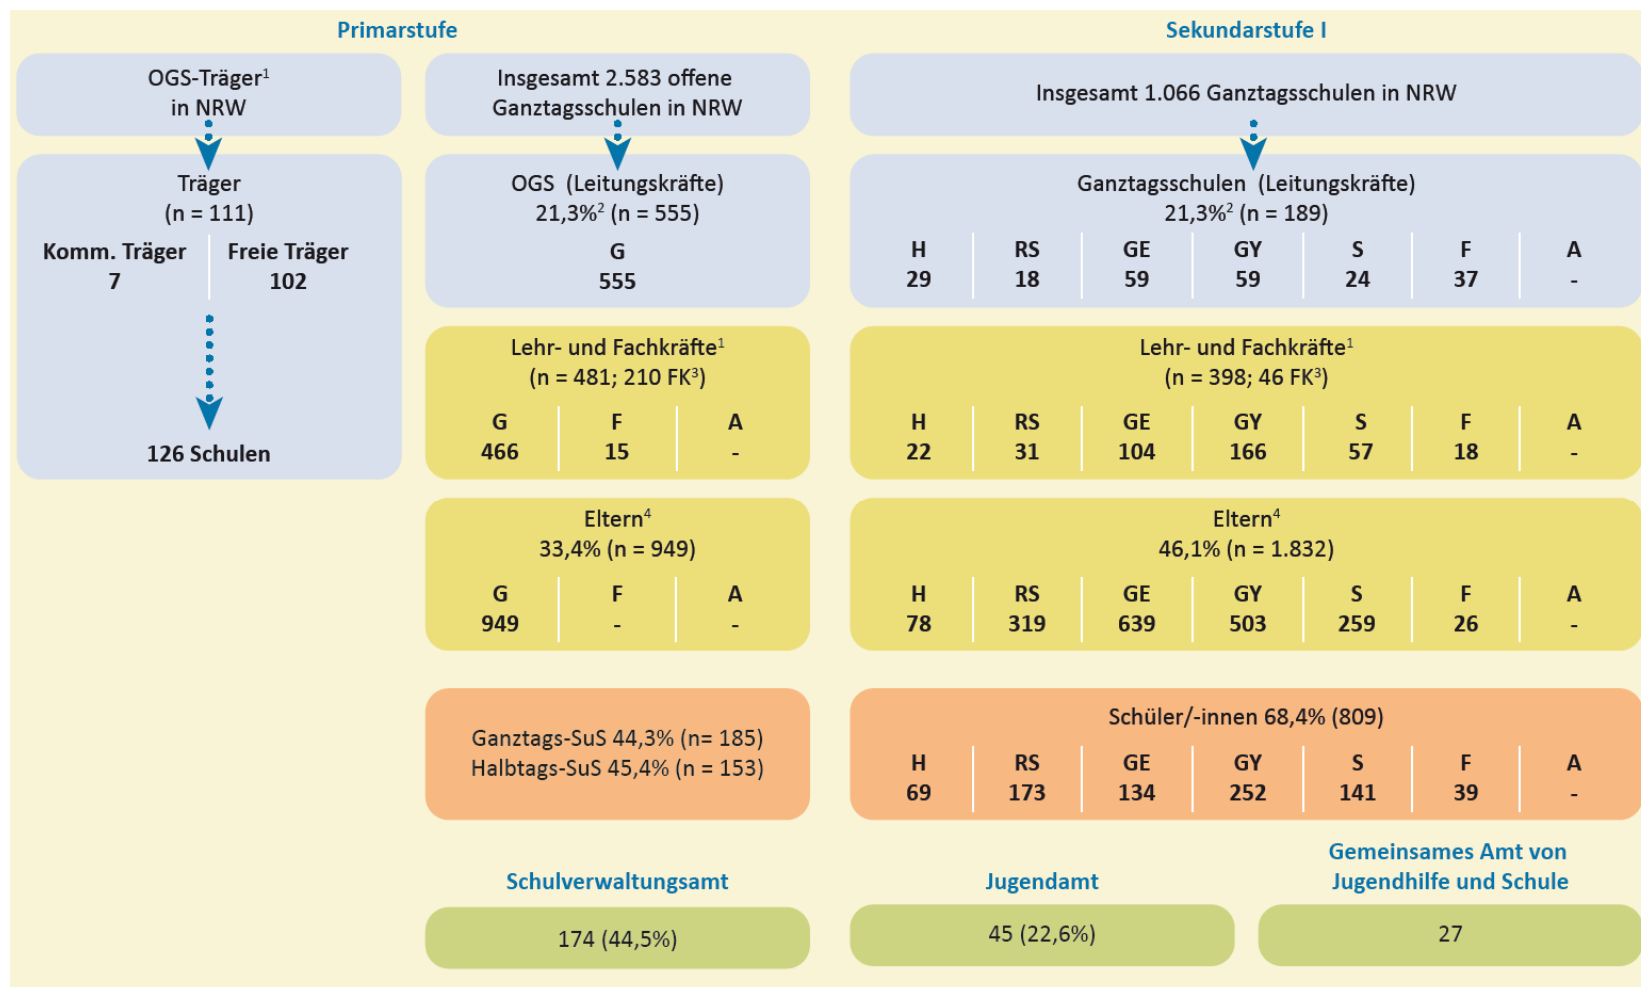 Primarstufe
OGS-Träger¹
in NRW
Träger
(n = 111)
Komm. Träger
7
Freie Träger
102
126 Schulen
Insgesamt 2.583 offene
Ganztagsschulen in NRW
OGS (Leitungskräfte)
21,3%² (n = 555)
G
555
Lehr- und Fachkräfte¹
(n = 481; 210 FK³)
G F A
466 15 -
Eltern⁴
33,4% (n = 949)
G F A
949 - -
Ganztags-SuS 44,3% (n= 185)
Halbtags-SuS 45,4% (n = 153)
Sekundarstufe I
Insgesamt 1.066 Ganztagsschulen in NRW
Ganztagsschulen (Leitungskräfte)
21,3%² (n = 189)
H RS GE GY S F A
29 18 59 59 24 37 -
Lehr- und Fachkräfte¹
(n = 398; 46 FK³)
H RS GE GY S F A
22 31 104 166 57 18 -
Eltern⁴
46,1% (n = 1.832)
H RS GE GY S F A
78 319 639 503 259 26 -
Schüler/-innen 68,4% (809)
H RS GE GY S F A
69 173 134 252 141 39 -
Schulverwaltungsamt
174 (44,5%)
Jugendamt
45 (22,6%)
Gemeinsames Amt von
Jugendhilfe und Schule
27